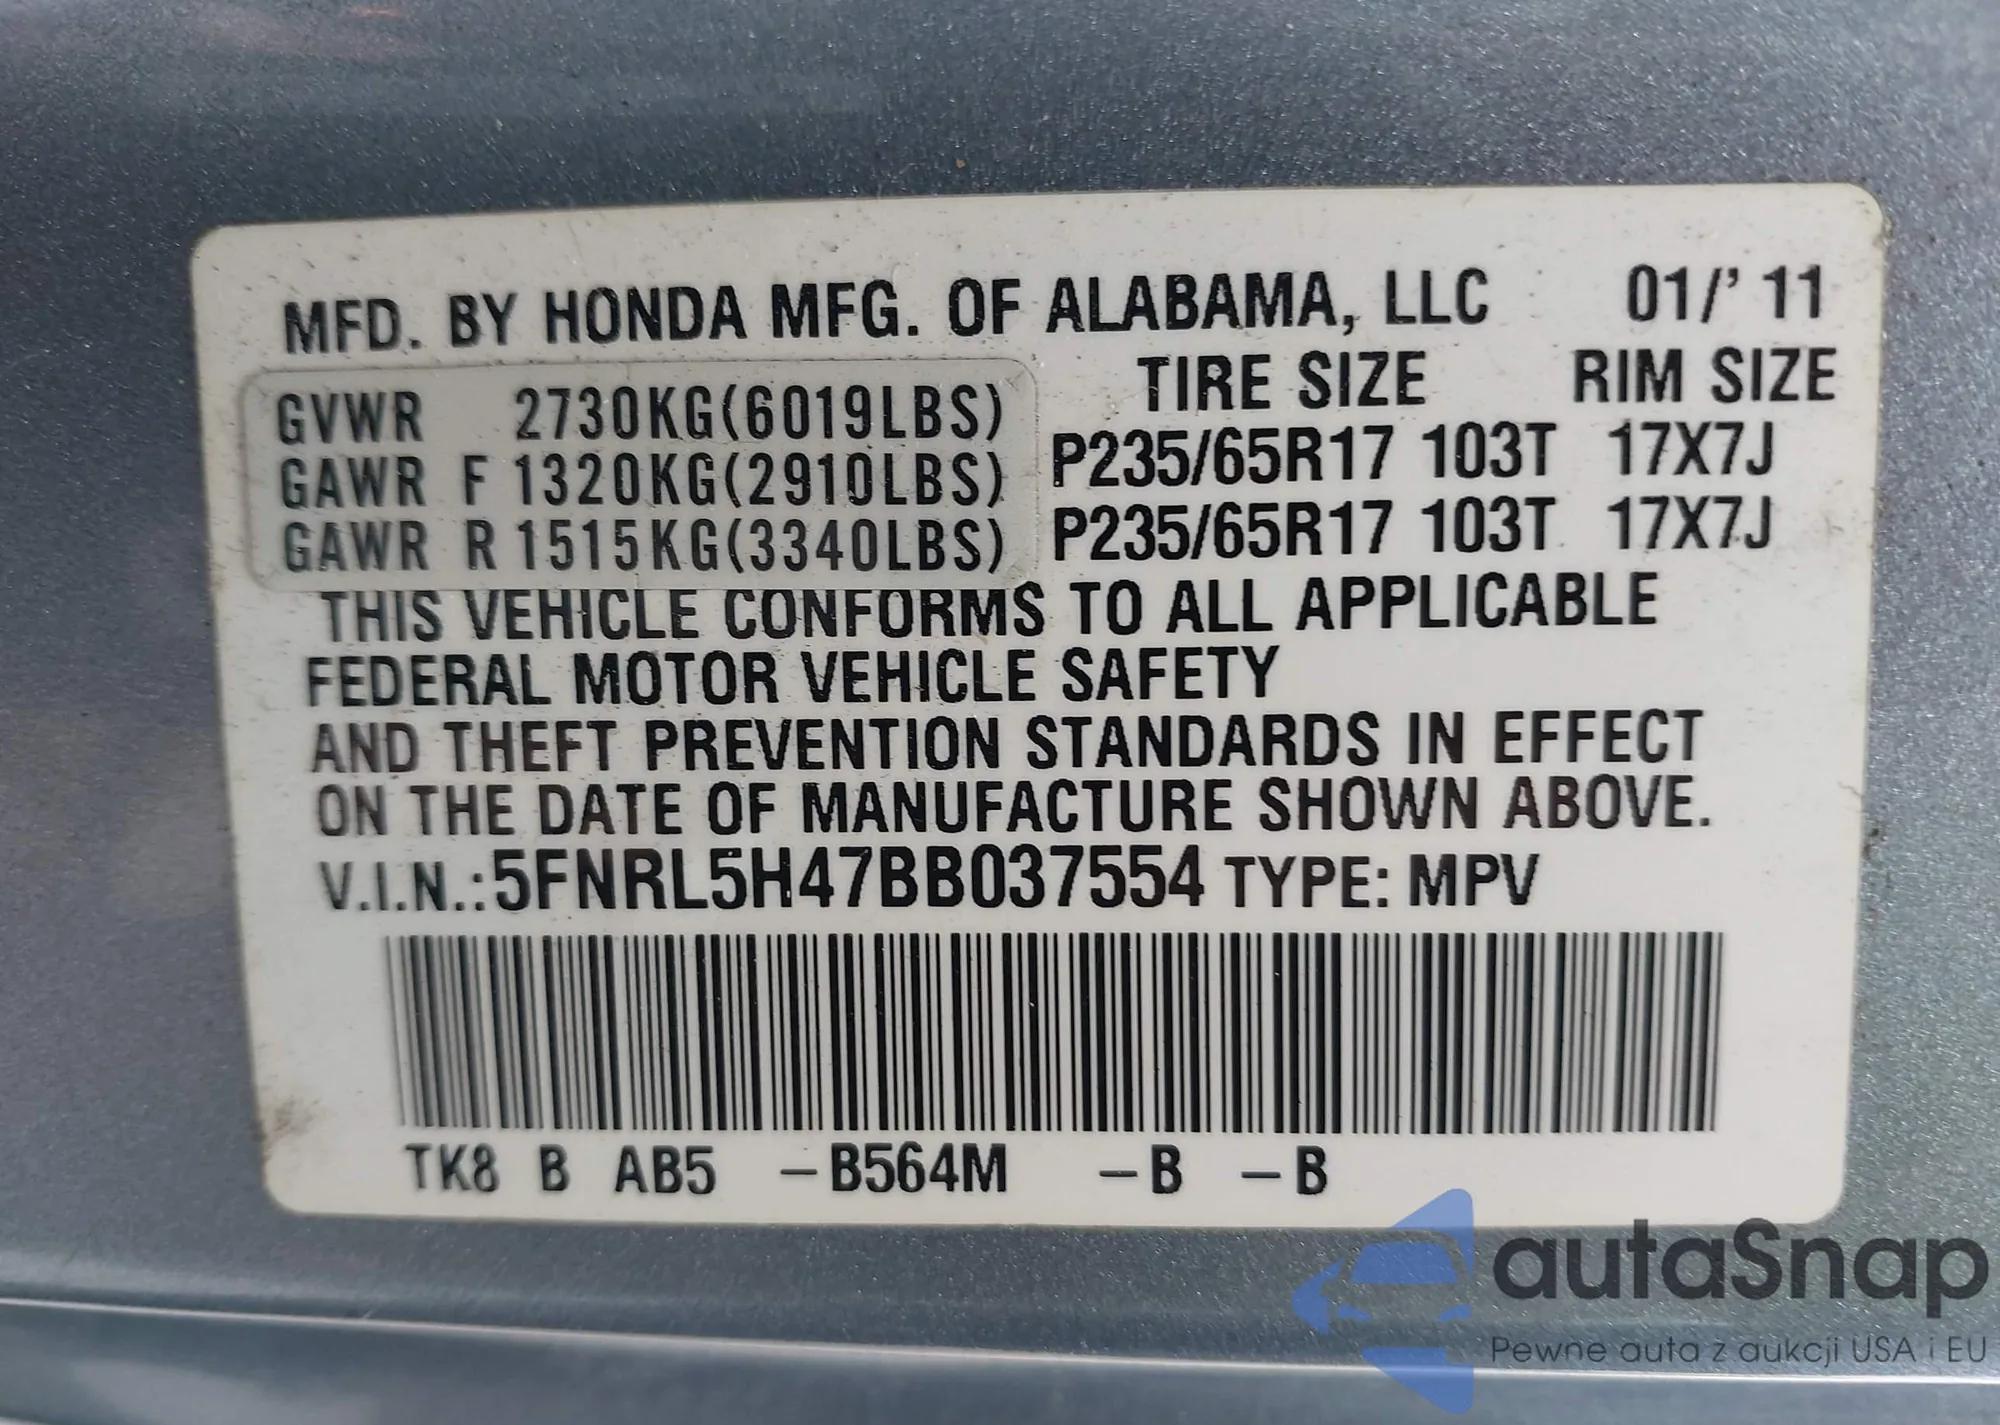 MFD. BY HONDA MFG. OF ALABAMA, LLC 01/'11
TIRE SIZE RIM SIZE
GVWR 2730KG(6019LBS)
GAWR F 1320KG(2910LBS) P235/65R17 103T 17X7J
GAWR R 1515KG(3340LBS) P235/65R17 103T 17X7J
THIS VEHICLE CONFORMS TO ALL APPLICABLE
FEDERAL MOTOR VEHICLE SAFETY
AND THEFT PREVENTION STANDARDS IN EFFECT
ON THE DATE OF MANUFACTURE SHOWN ABOVE.
V.I.N.:5FNRL5H47BB037554 TYPE: MPV
TK8 B AB5 –B564M –B –B
autaSnap
Pewne auta z aukcji USA i EU